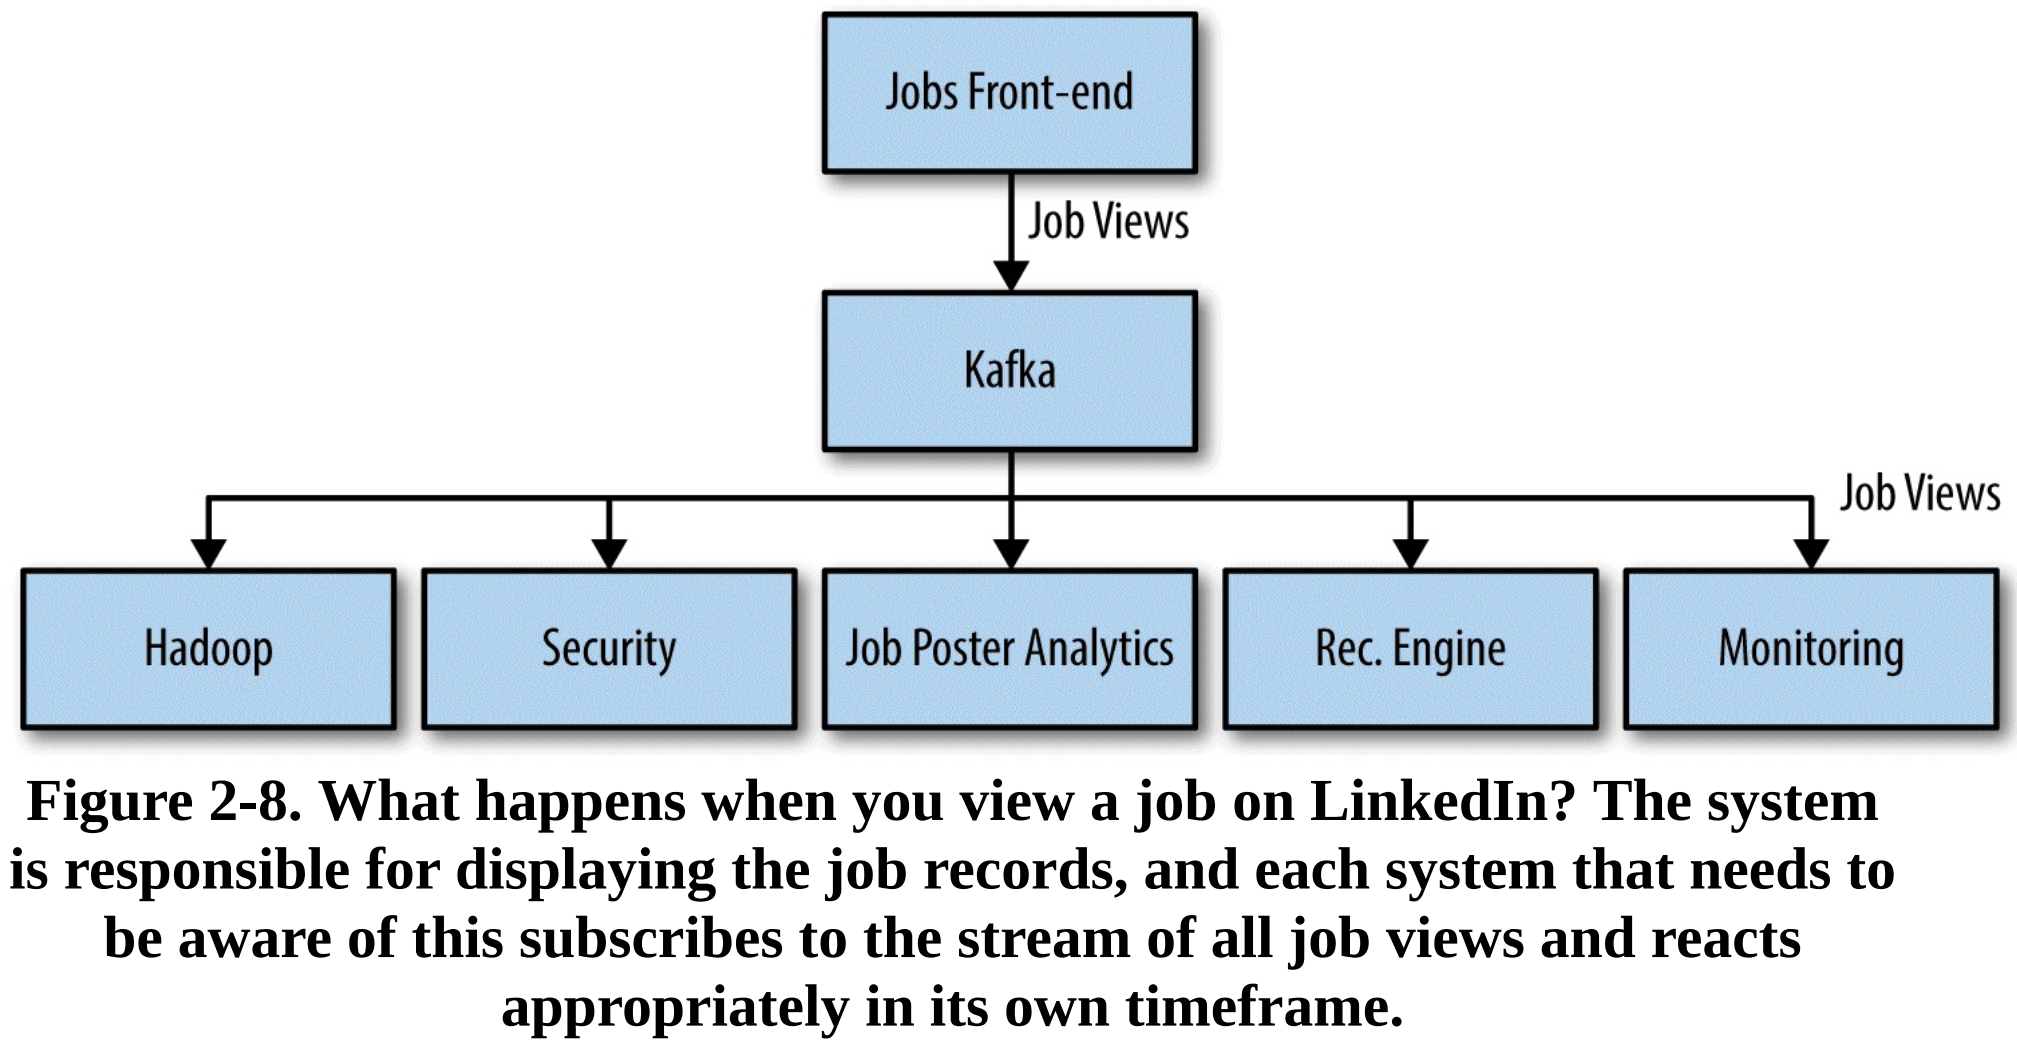 Jobs Front-end
Job Views
Kafka
Job Views
Hadoop
Security
Job Poster Analytics
Rec. Engine
Monitoring
Figure 2-8. What happens when you view a job on LinkedIn? The system
is responsible for displaying the job records, and each system that needs to
be aware of this subscribes to the stream of all job views and reacts
appropriately in its own timeframe.